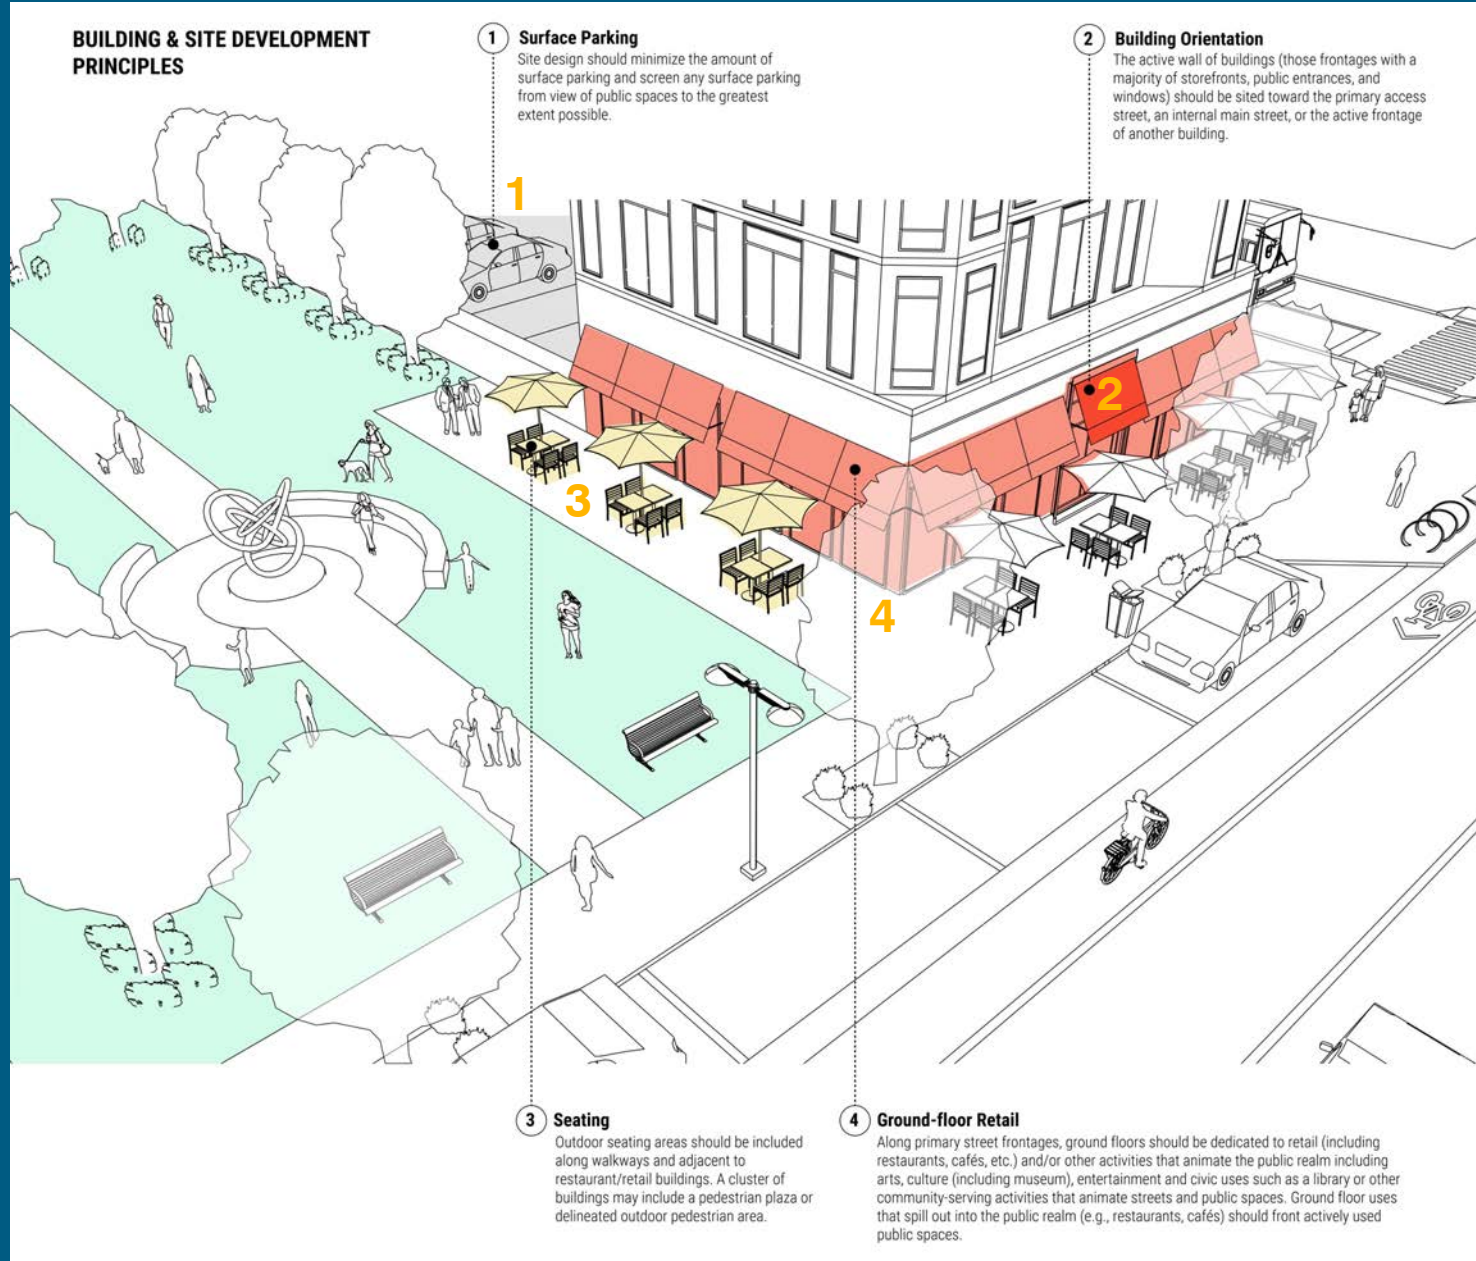 BUILDING & SITE DEVELOPMENT
PRINCIPLES
1 Surface Parking
Site design should minimize the amount of
surface parking and screen any surface parking
from view of public spaces to the greatest
extent possible.
2 Building Orientation
The active wall of buildings (those frontages with a
majority of storefronts, public entrances, and
windows) should be sited toward the primary access
street, an internal main street, or the active frontage
of another building.
1
2
3
4
3 Seating
Outdoor seating areas should be included
along walkways and adjacent to
restaurant/retail buildings. A cluster of
buildings may include a pedestrian plaza or
delineated outdoor pedestrian area.
4 Ground-floor Retail
Along primary street frontages, ground floors should be dedicated to retail (including
restaurants, cafés, etc.) and/or other activities that animate the public realm including
arts, culture (including museum), entertainment and civic uses such as a library or other
community-serving activities that animate streets and public spaces. Ground floor uses
that spill out into the public realm (e.g., restaurants, cafés) should front actively used
public spaces.